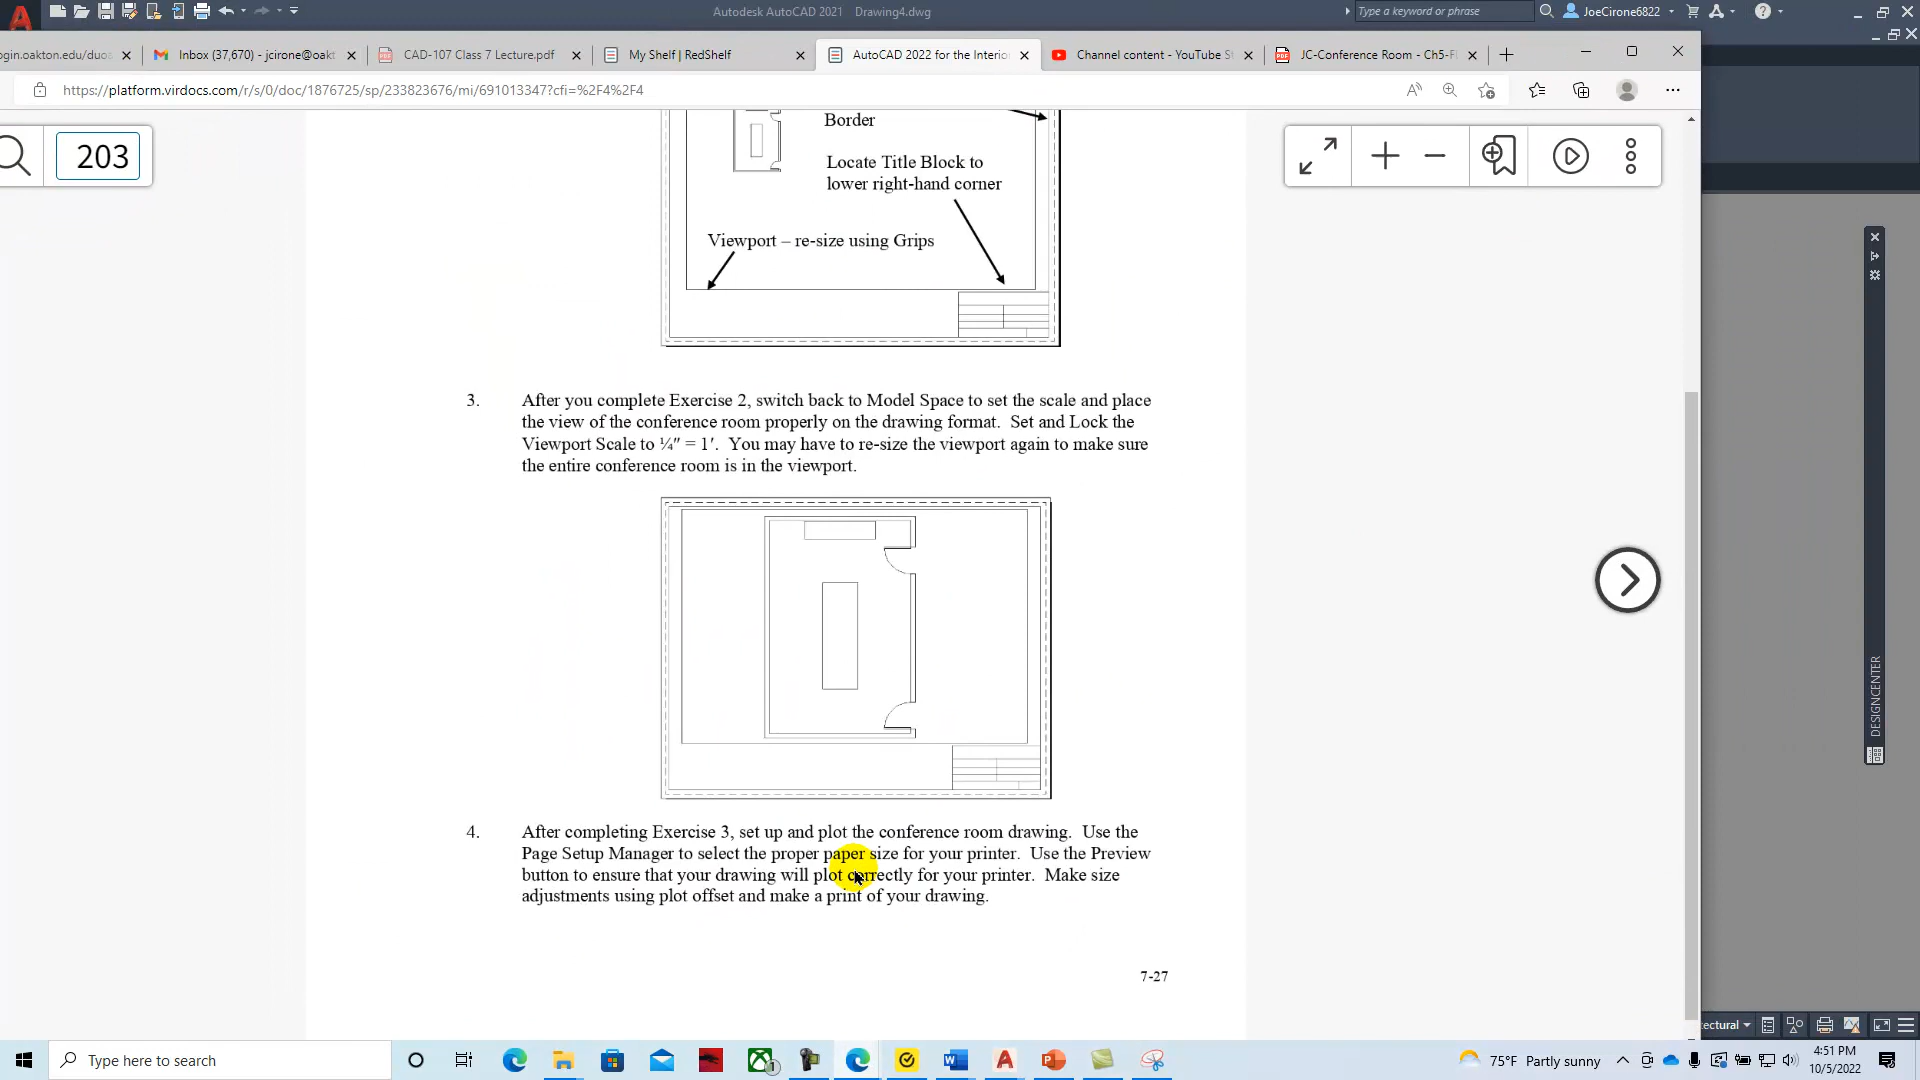 Autodesk AutoCAD 2021 Drawing4.dwg
Type a keyword or phrase
JoeCirone6822
ogin.oakton.edu/duo
Inbox (37,670) - jcirone@oak
CAD-107 Class 7 Lecture.pdf
My Shelf | RedShelf
AutoCAD 2022 for the Interio
Channel content - YouTube St
JC-Conference Room - Ch5-Fl
https://platform.virdocs.com/r/s/0/doc/1876725/sp/233823676/mi/691013347?cfi=%2F4%2F4
203
Border
Locate Title Block to
lower right-hand corner
Viewport – re-size using Grips
3. After you complete Exercise 2, switch back to Model Space to set the scale and place
the view of the conference room properly on the drawing format. Set and Lock the
Viewport Scale to ¼″ = 1′. You may have to re-size the viewport again to make sure
the entire conference room is in the viewport.
4. After completing Exercise 3, set up and plot the conference room drawing. Use the
Page Setup Manager to select the proper paper size for your printer. Use the Preview
button to ensure that your drawing will plot correctly for your printer. Make size
adjustments using plot offset and make a print of your drawing.
7-27
DESIGNCENTER
ectural
Type here to search
75°F Partly sunny
4:51 PM
10/5/2022